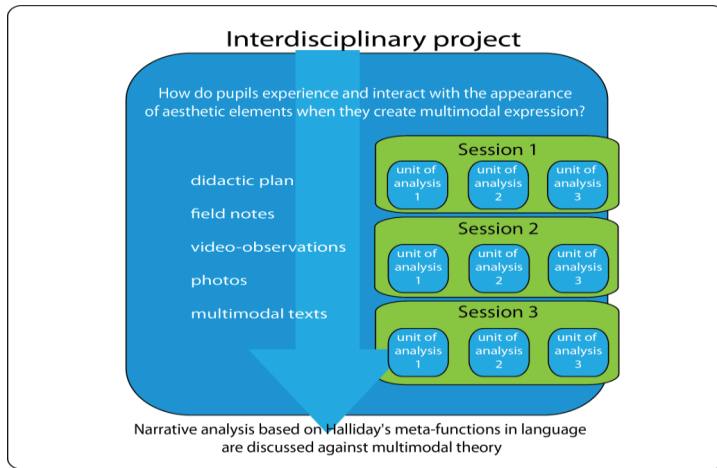 Interdisciplinary project
How do pupils experience and interact with the appearance
of aesthetic elements when they create multimodal expression?
didactic plan
field notes
video-observations
photos
multimodal texts
Session 1
unit of
analysis
1
unit of
analysis
2
unit of
analysis
3
Session 2
unit of
analysis
1
unit of
analysis
2
unit of
analysis
3
Session 3
unit of
analysis
1
unit of
analysis
2
unit of
analysis
3
Narrative analysis based on Halliday's meta-functions in language
are discussed against multimodal theory